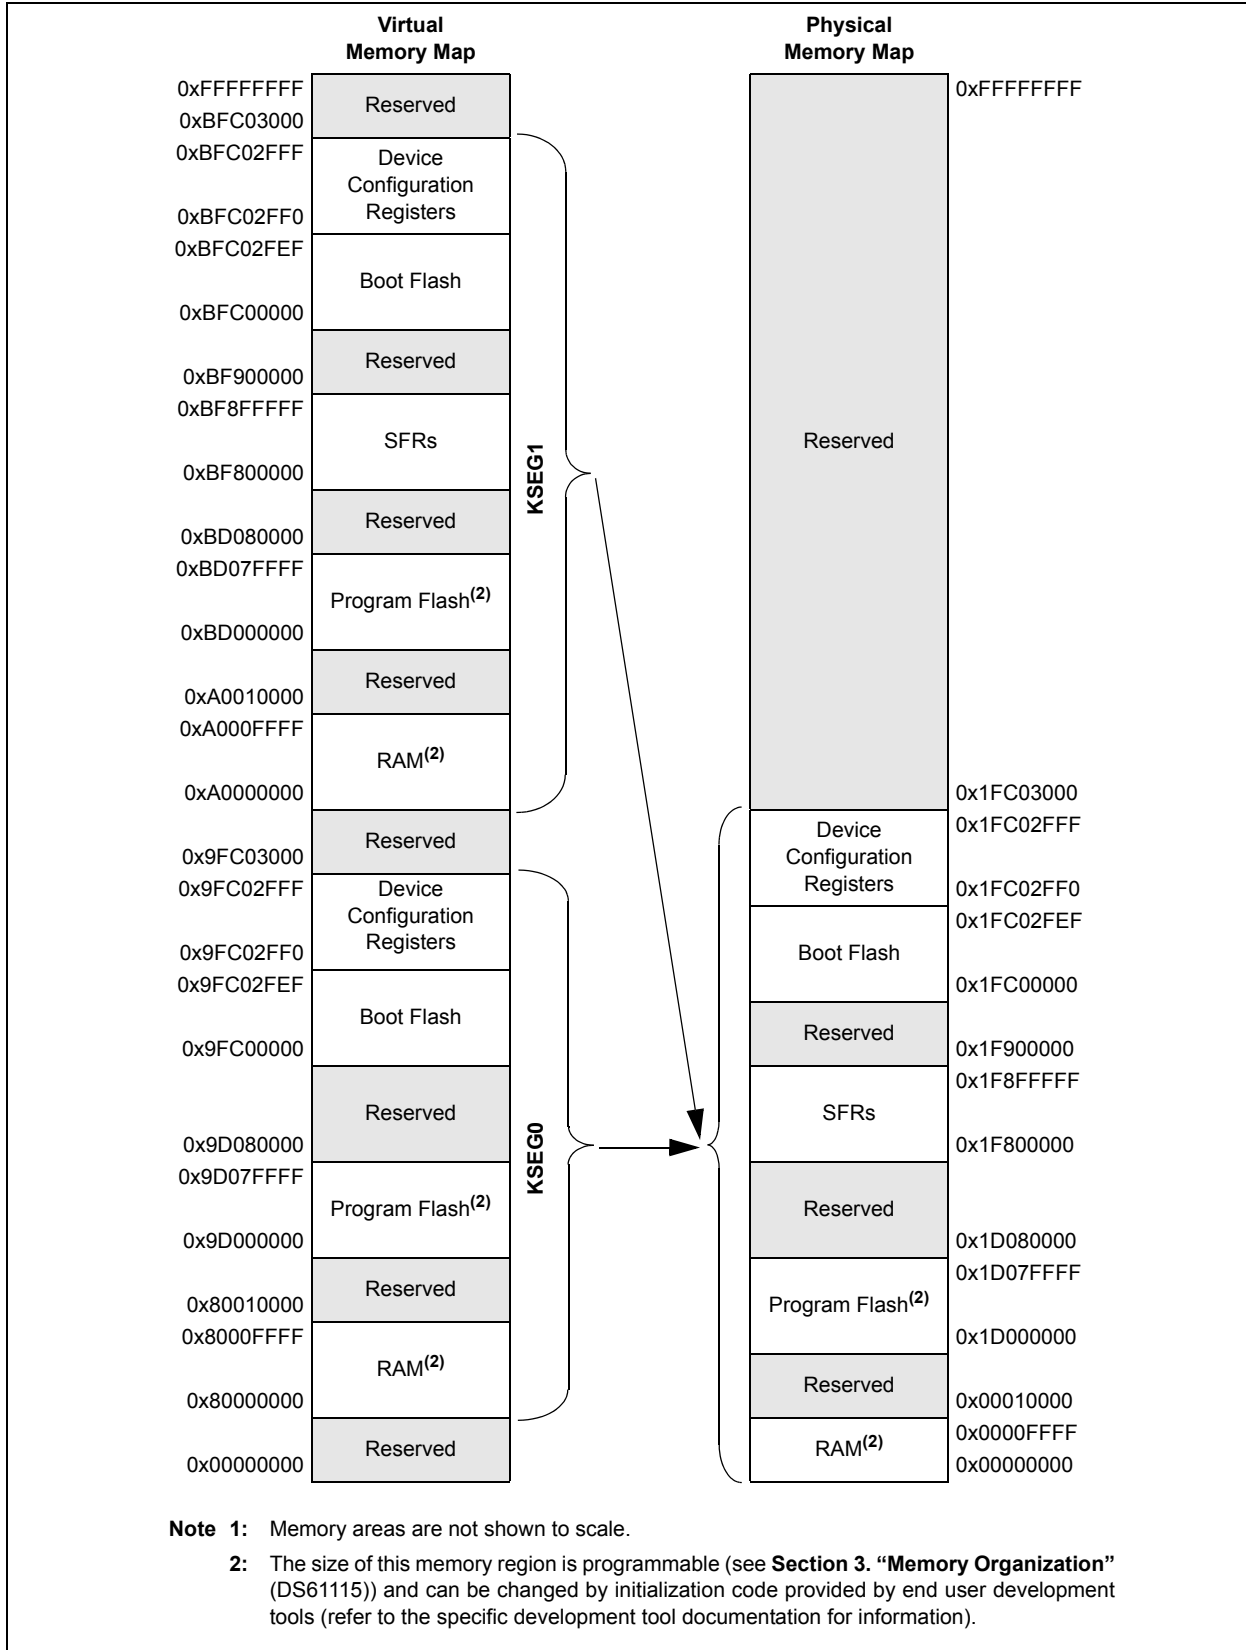 Virtual
Memory Map
Physical
Memory Map
0xFFFFFFFF
Reserved
0xBFC03000
0xBFC02FFF
Device
Configuration
Registers
0xBFC02FF0
0xBFC02FEF
Boot Flash
0xBFC00000
Reserved
0xBF900000
0xBF8FFFFF
SFRs
0xBF800000
Reserved
0xBD080000
0xBD07FFFF
Program Flash(2)
0xBD000000
Reserved
0xA0010000
0xA000FFFF
RAM(2)
0xA0000000
Reserved
0x9FC03000
0x9FC02FFF
Device
Configuration
Registers
0x9FC02FF0
0x9FC02FEF
Boot Flash
0x9FC00000
Reserved
0x9D080000
0x9D07FFFF
Program Flash(2)
0x9D000000
Reserved
0x80010000
0x8000FFFF
RAM(2)
0x80000000
Reserved
0x00000000
KSEG1
KSEG0
0xFFFFFFFF
Reserved
0x1FC03000
0x1FC02FFF
Device
Configuration
Registers
0x1FC02FF0
0x1FC02FEF
Boot Flash
0x1FC00000
Reserved
0x1F900000
0x1F8FFFFF
SFRs
0x1F800000
Reserved
0x1D080000
0x1D07FFFF
Program Flash(2)
0x1D000000
Reserved
0x00010000
0x0000FFFF
RAM(2)
0x00000000
Note 1: Memory areas are not shown to scale.
2: The size of this memory region is programmable (see Section 3. “Memory Organization”
(DS61115)) and can be changed by initialization code provided by end user development
tools (refer to the specific development tool documentation for information).